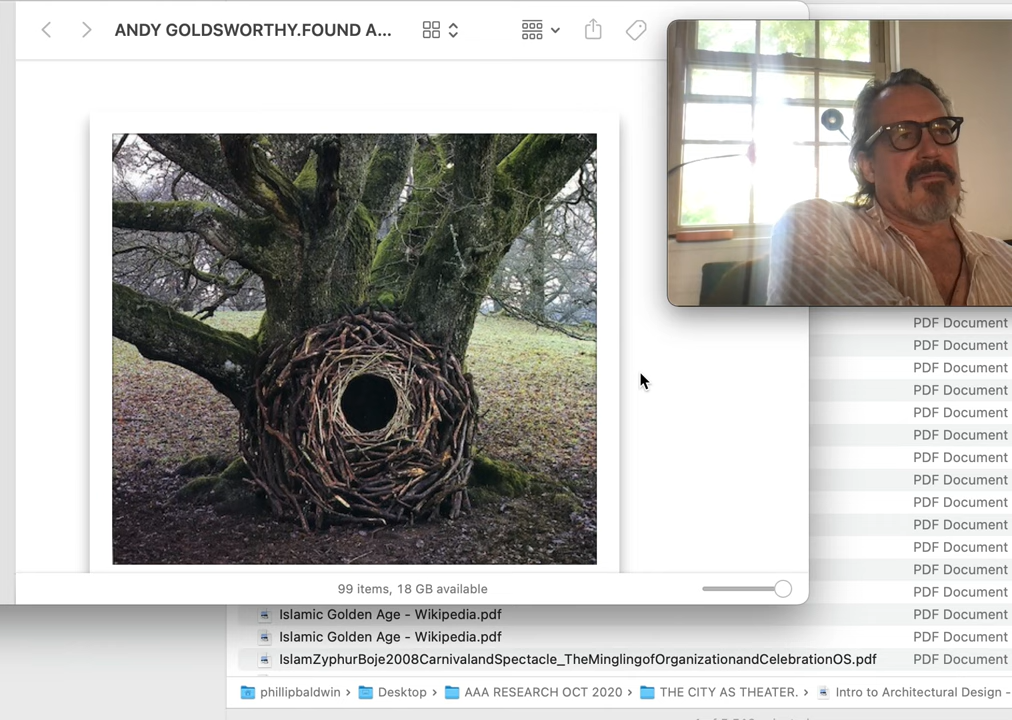 ANDY GOLDSWORTHY.FOUND A...
PDF Document
PDF Document
PDF Document
PDF Document
PDF Document
PDF Document
PDF Document
PDF Document
PDF Document
PDF Document
PDF Document
PDF Document
99 items, 18 GB available
PDF Document
Islamic Golden Age - Wikipedia.pdf PDF Document
Islamic Golden Age - Wikipedia.pdf PDF Document
IslamZyphurBoje2008CarnivalandSpectacle_TheMinglingofOrganizationandCelebrationOS.pdf PDF Document
phillipbaldwin › Desktop › AAA RESEARCH OCT 2020 › THE CITY AS THEATER. › Intro to Architectural Design -